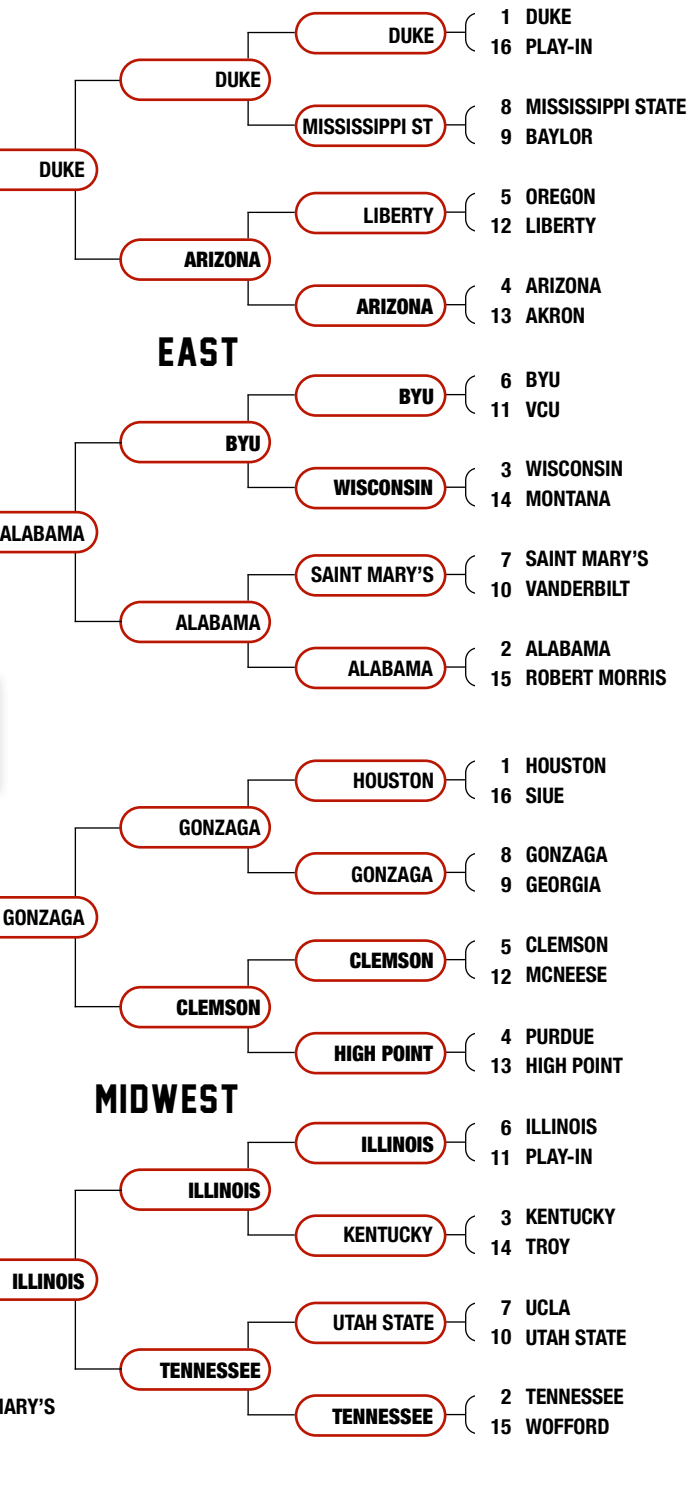 1 DUKE
DUKE
16 PLAY-IN
DUKE
8 MISSISSIPPI STATE
MISSISSIPPI ST
9 BAYLOR
DUKE
5 OREGON
LIBERTY
12 LIBERTY
ARIZONA
4 ARIZONA
ARIZONA
13 AKRON
EAST
6 BYU
BYU
11 VCU
BYU
3 WISCONSIN
WISCONSIN
14 MONTANA
ALABAMA
7 SAINT MARY'S
SAINT MARY'S
10 VANDERBILT
ALABAMA
2 ALABAMA
ALABAMA
15 ROBERT MORRIS
1 HOUSTON
HOUSTON
16 SIUE
GONZAGA
8 GONZAGA
GONZAGA
9 GEORGIA
GONZAGA
5 CLEMSON
CLEMSON
12 MCNEESE
CLEMSON
4 PURDUE
HIGH POINT
13 HIGH POINT
MIDWEST
6 ILLINOIS
ILLINOIS
11 PLAY-IN
ILLINOIS
3 KENTUCKY
KENTUCKY
14 TROY
ILLINOIS
7 UCLA
UTAH STATE
10 UTAH STATE
TENNESSEE
2 TENNESSEE
TENNESSEE
15 WOFFORD